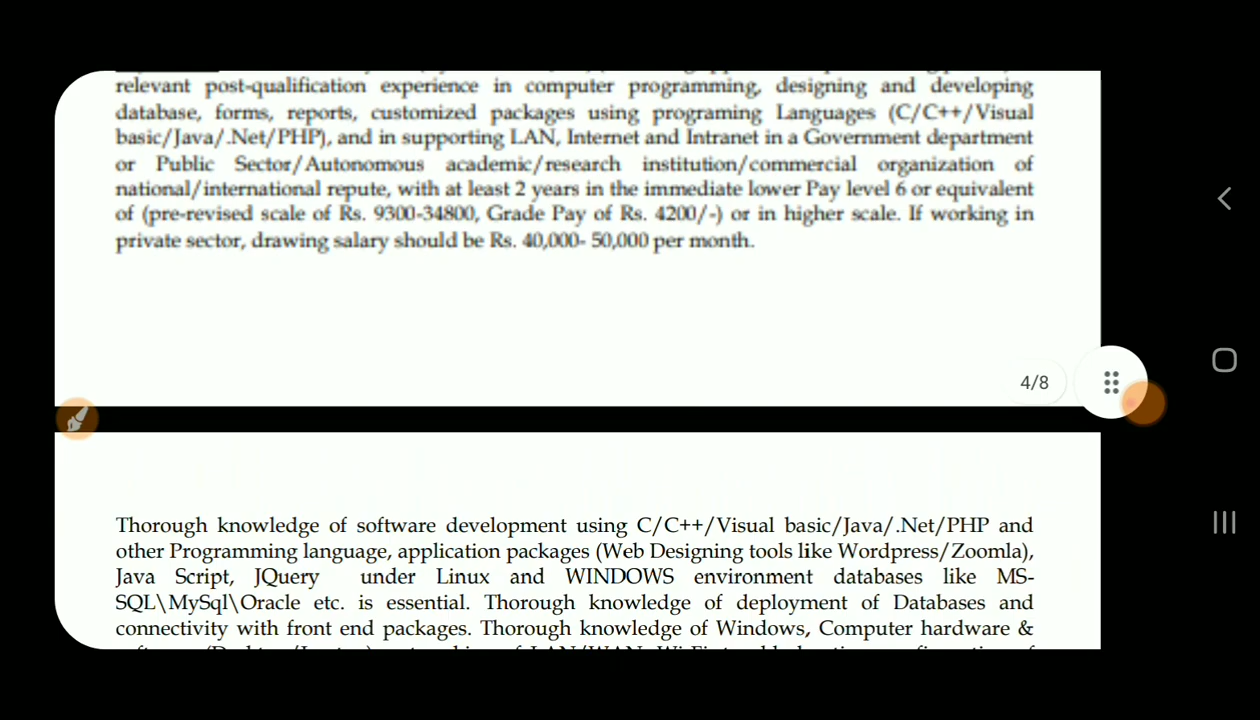 relevant post-qualification experience in computer programming, designing and developing
database, forms, reports, customized packages using programing Languages (C/C++/Visual
basic/Java/.Net/PHP), and in supporting LAN, Internet and Intranet in a Government department
or Public Sector/Autonomous academic/research institution/commercial organization of
national/international repute, with at least 2 years in the immediate lower Pay level 6 or equivalent
of (pre-revised scale of Rs. 9300-34800, Grade Pay of Rs. 4200/-) or in higher scale. If working in
private sector, drawing salary should be Rs. 40,000- 50,000 per month.
4/8
Thorough knowledge of software development using C/C++/Visual basic/Java/.Net/PHP and
other Programming language, application packages (Web Designing tools like Wordpress/Zoomla),
Java Script, JQuery under Linux and WINDOWS environment databases like MS-
SQL\MySql\Oracle etc. is essential. Thorough knowledge of deployment of Databases and
connectivity with front end packages. Thorough knowledge of Windows, Computer hardware &